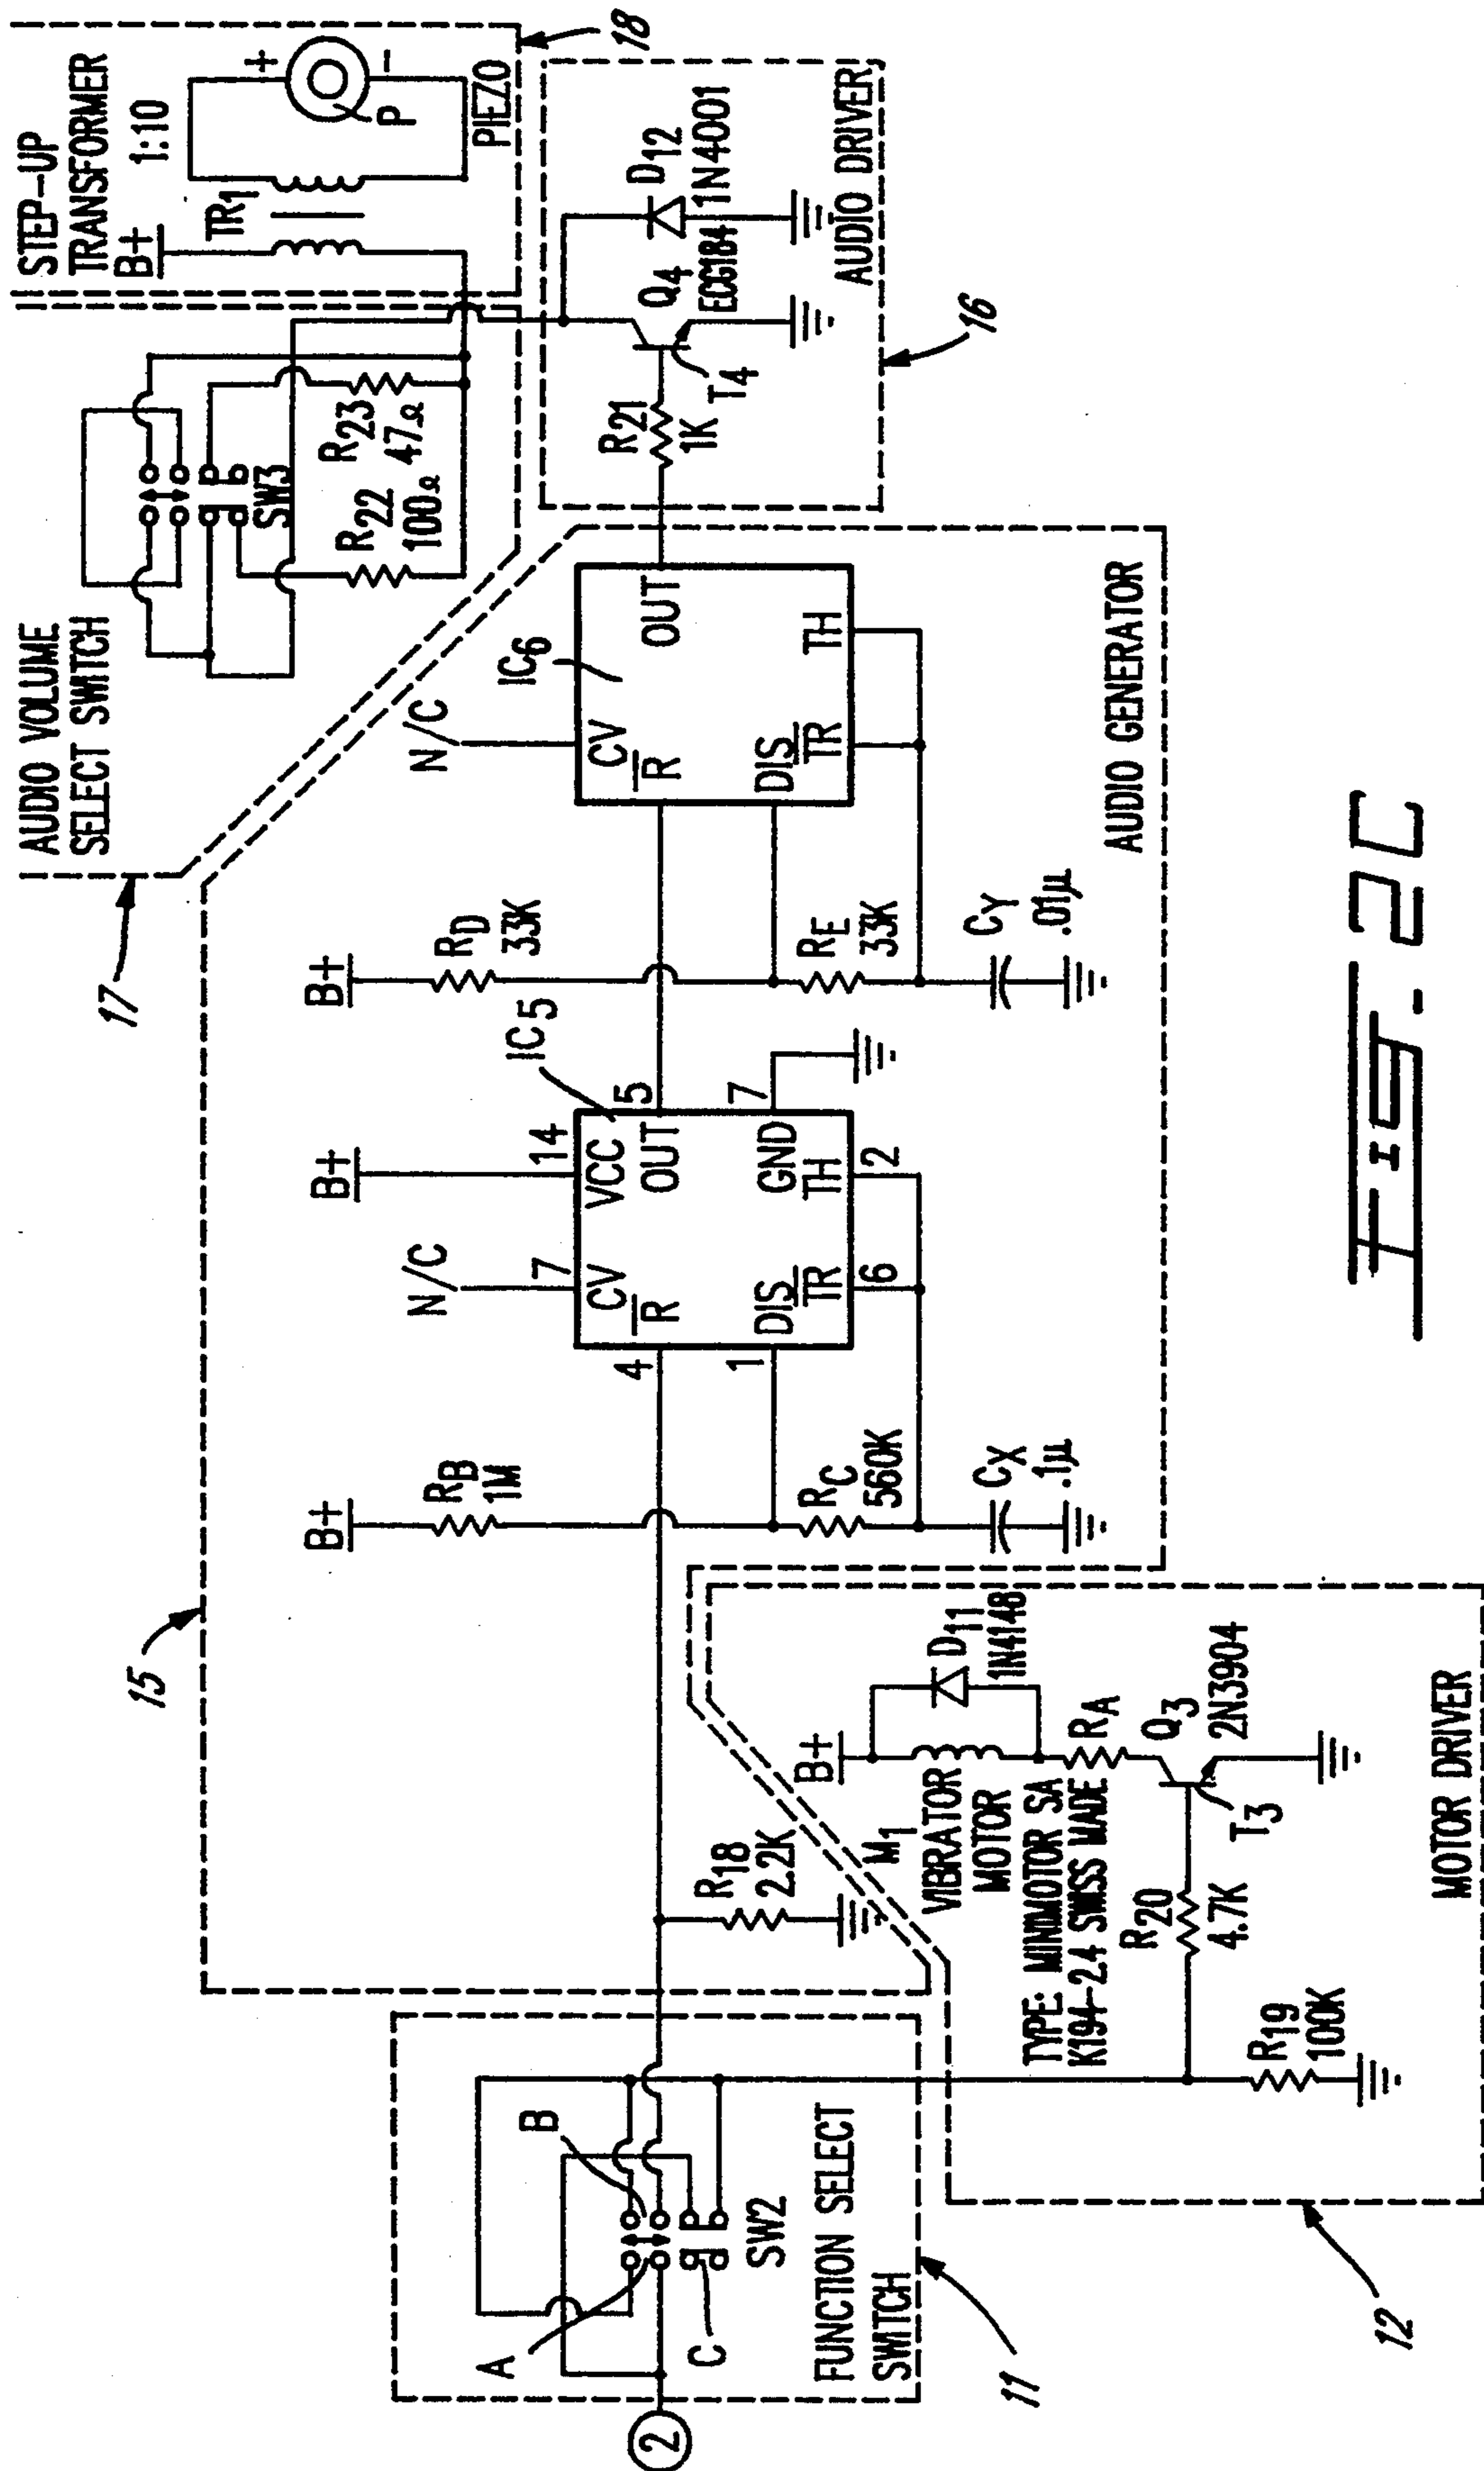 STEP-UP
TRANSFORMER
B+
1:10
TR1
+
P
-
PIEZO
18
AUDIO VOLUME
SELECT SWITCH
SW3
R22
100Ω
R23
47Ω
17
D12
1N4001
Q4
ECG184
T4
R21
1K
AUDIO DRIVER
16
15
B+
RB
1M
RC
560K
CX
.1µ
4
R
1
DIS
N/C
7
CV
B+
14
VCC
IC5
OUT
5
GND
7
TR
6
TH
2
B+
RD
33K
RE
33K
CY
.01µ
N/C
CV
R
IC6
OUT
DIS
TR
TH
AUDIO GENERATOR
2
A
B
C
SW2
FUNCTION SELECT
SWITCH
11
R18
2.2K
M1
VIBRATOR
MOTOR
TYPE: MINIMOTOR SA
K194-2.4 SWISS MADE
B+
D11
1N4148
RA
Q3
2N3904
T3
R20
4.7K
R19
100K
MOTOR DRIVER
12
Fig. 2C